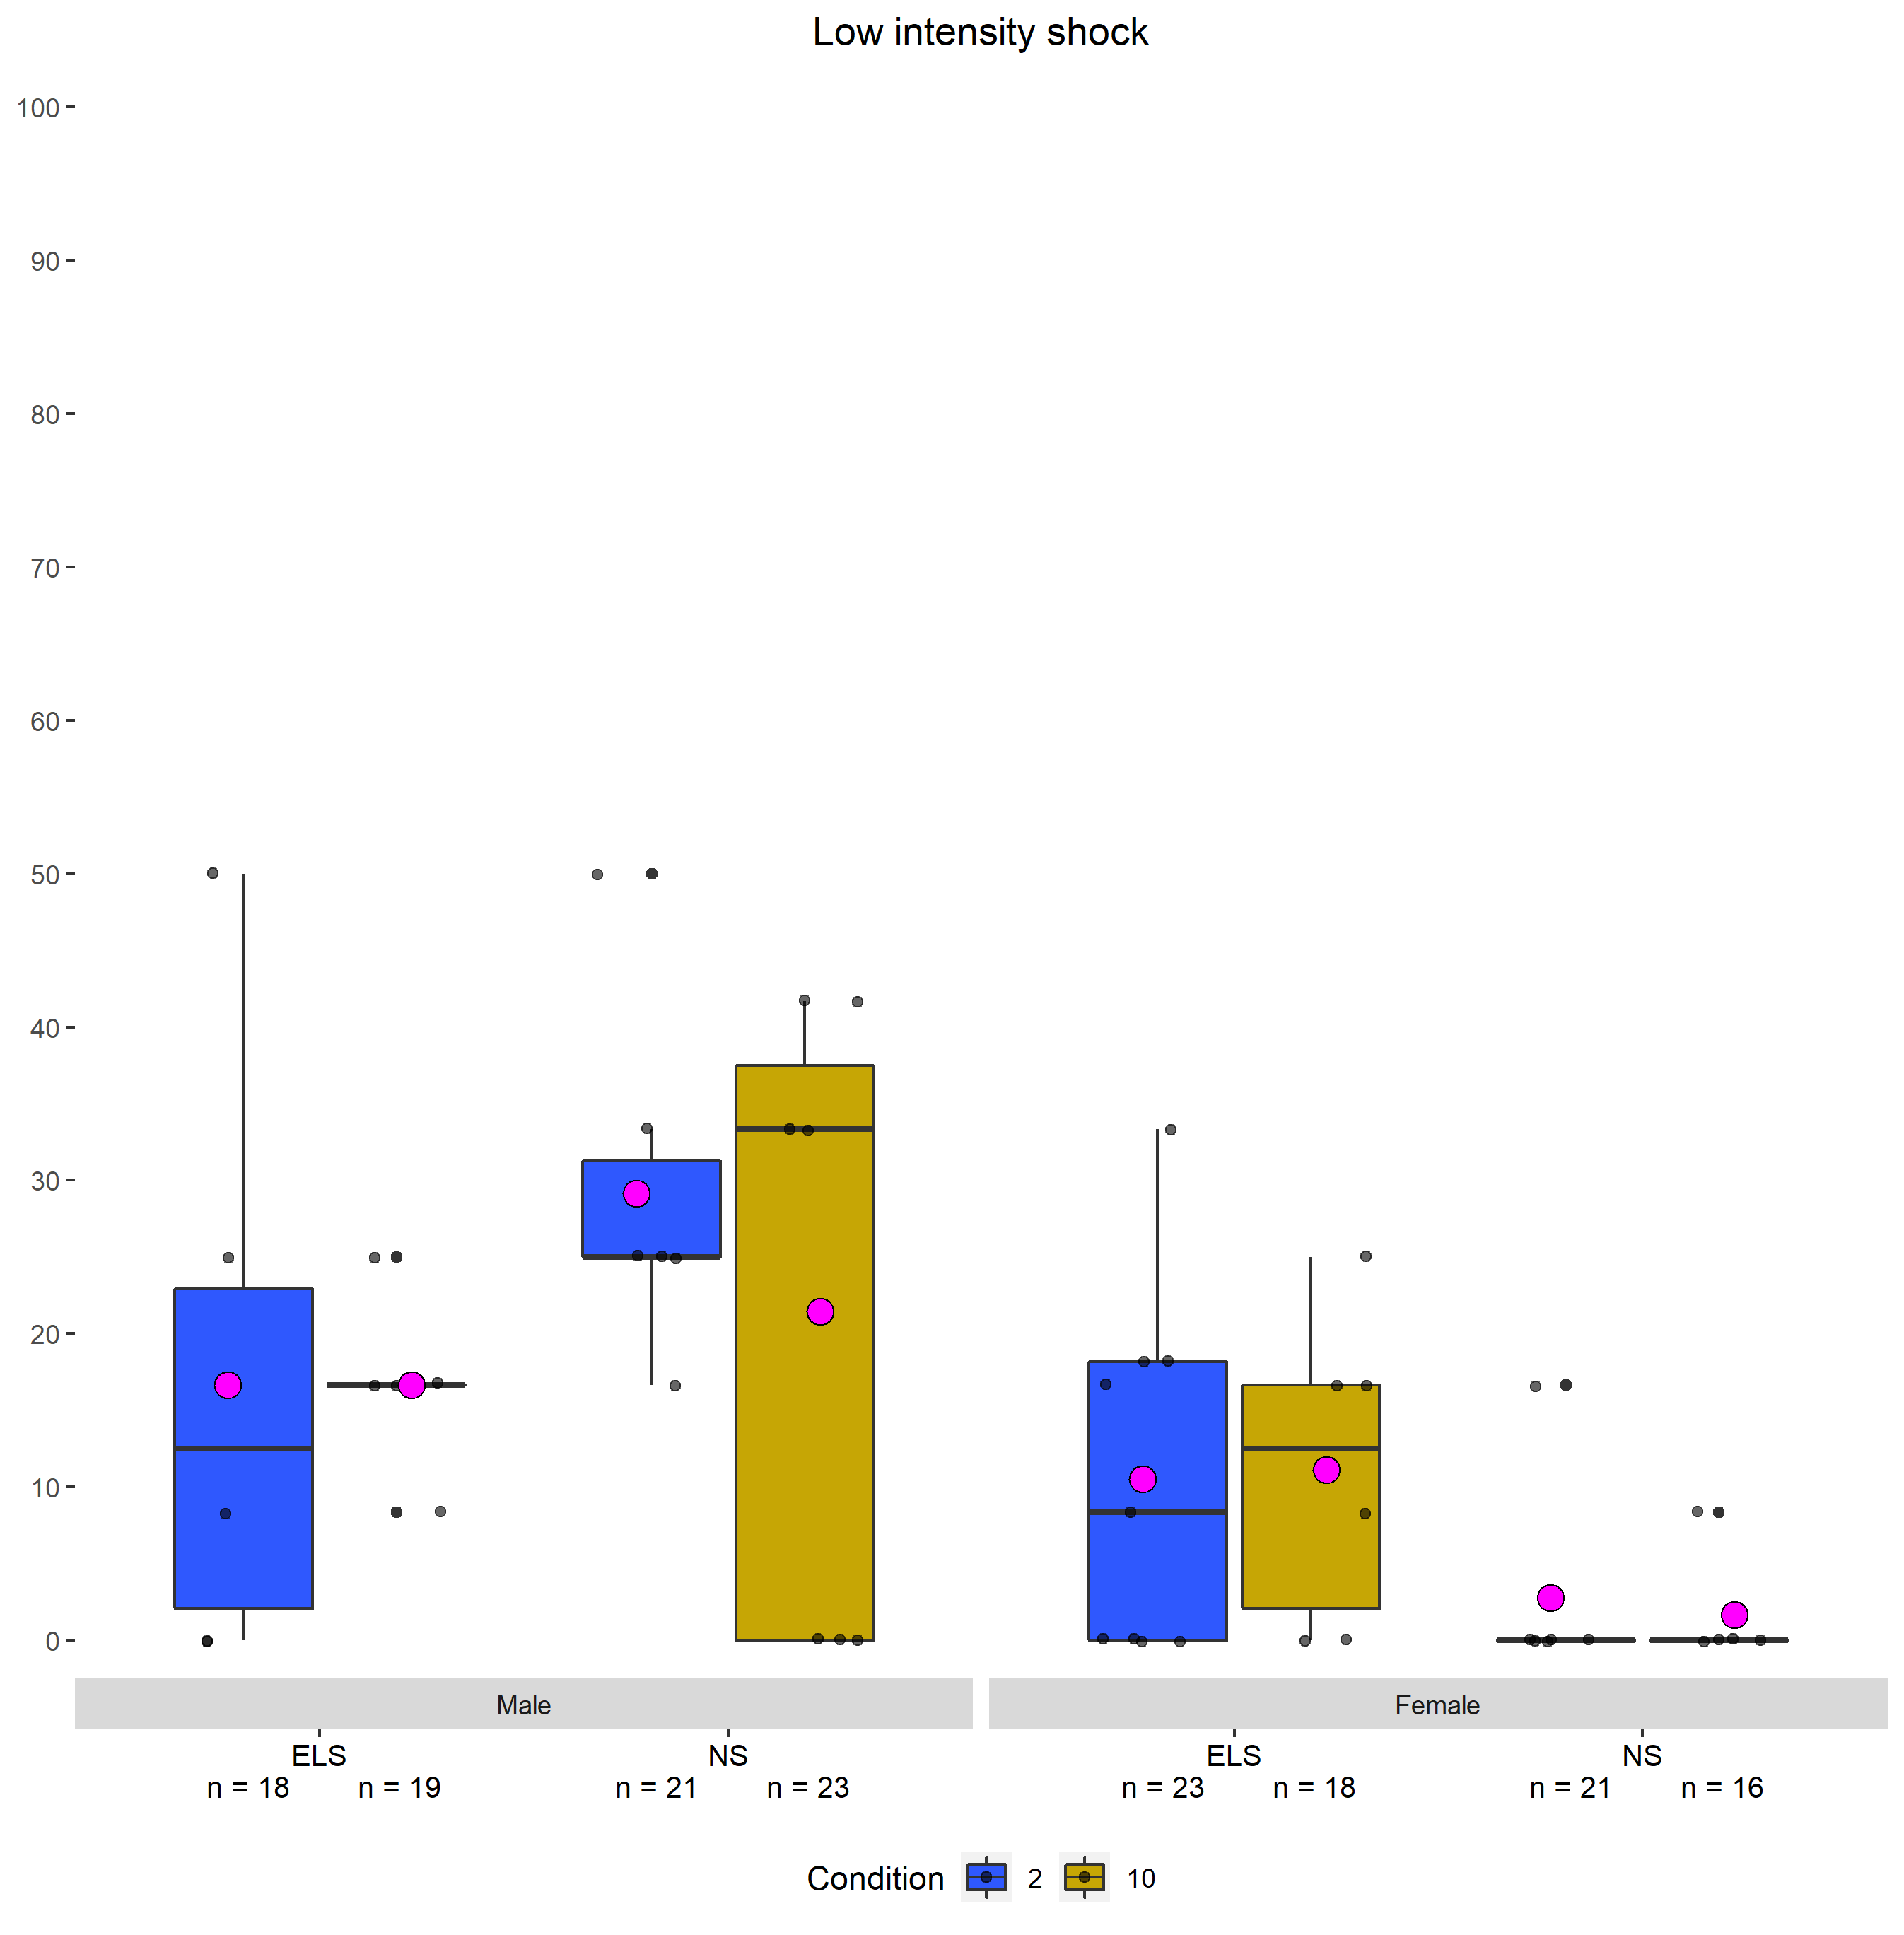 Low intensity shock
100
90
80
70
60
50
40
30
20
10
0
Male Female
ELS NS ELS NS
n = 18 n = 19 n = 21 n = 23 n = 23 n = 18 n = 21 n = 16
Condition 2 10